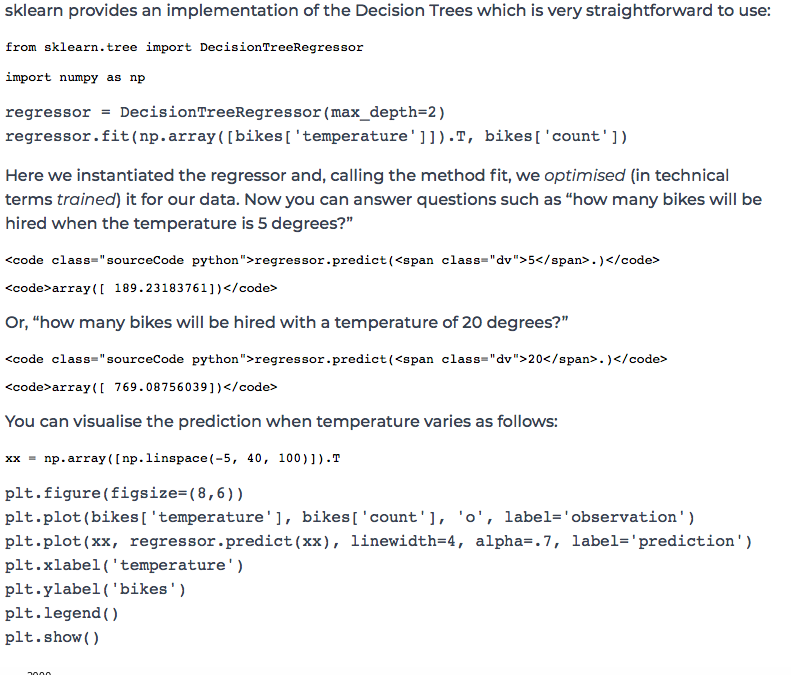 sklearn provides an implementation of the Decision Trees which is very straightforward to use:
from sklearn.tree import DecisionTreeRegressor
import numpy as np
regressor = DecisionTreeRegressor(max_depth=2)
regressor.fit(np.array([bikes['temperature']]).T, bikes['count'])
Here we instantiated the regressor and, calling the method fit, we optimised (in technical
terms trained) it for our data. Now you can answer questions such as “how many bikes will be
hired when the temperature is 5 degrees?”
<code class="sourceCode python">regressor.predict(<span class="dv">5</span>.)</code>
<code>array([ 189.23183761])</code>
Or, “how many bikes will be hired with a temperature of 20 degrees?”
<code class="sourceCode python">regressor.predict(<span class="dv">20</span>.)</code>
<code>array([ 769.08756039])</code>
You can visualise the prediction when temperature varies as follows:
xx = np.array([np.linspace(-5, 40, 100)]).T
plt.figure(figsize=(8,6))
plt.plot(bikes['temperature'], bikes['count'], 'o', label='observation')
plt.plot(xx, regressor.predict(xx), linewidth=4, alpha=.7, label='prediction')
plt.xlabel('temperature')
plt.ylabel('bikes')
plt.legend()
plt.show()